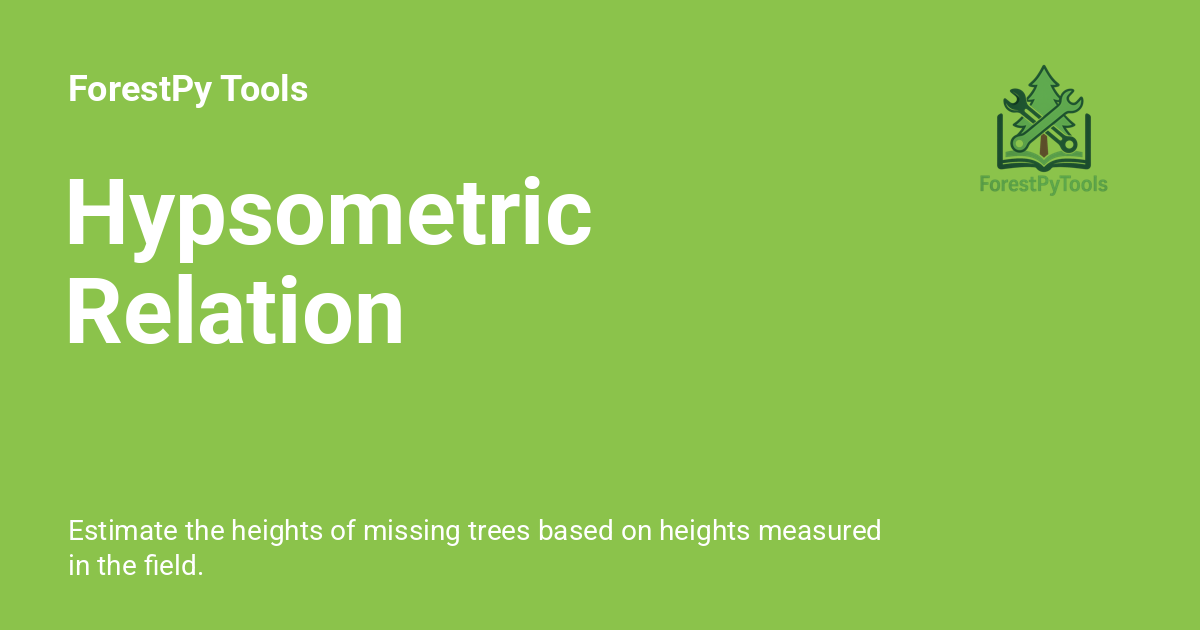 ForestPy Tools
ForestPyTools
Hypsometric
Relation
Estimate the heights of missing trees based on heights measured
in the field.